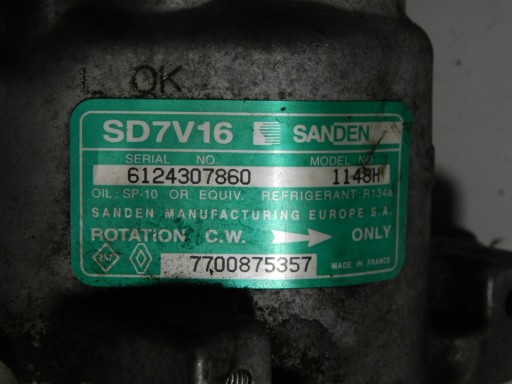 OK
SD7V16 SANDEN
SERIAL NO. MODEL NO.
6124307860 1148H
OIL: SP-10 OR EQUIV. REFRIGERANT: R134a
SANDEN MANUFACTURING EUROPE S.A.
ROTATION C.W. ONLY
7700875357 MADE IN FRANCE